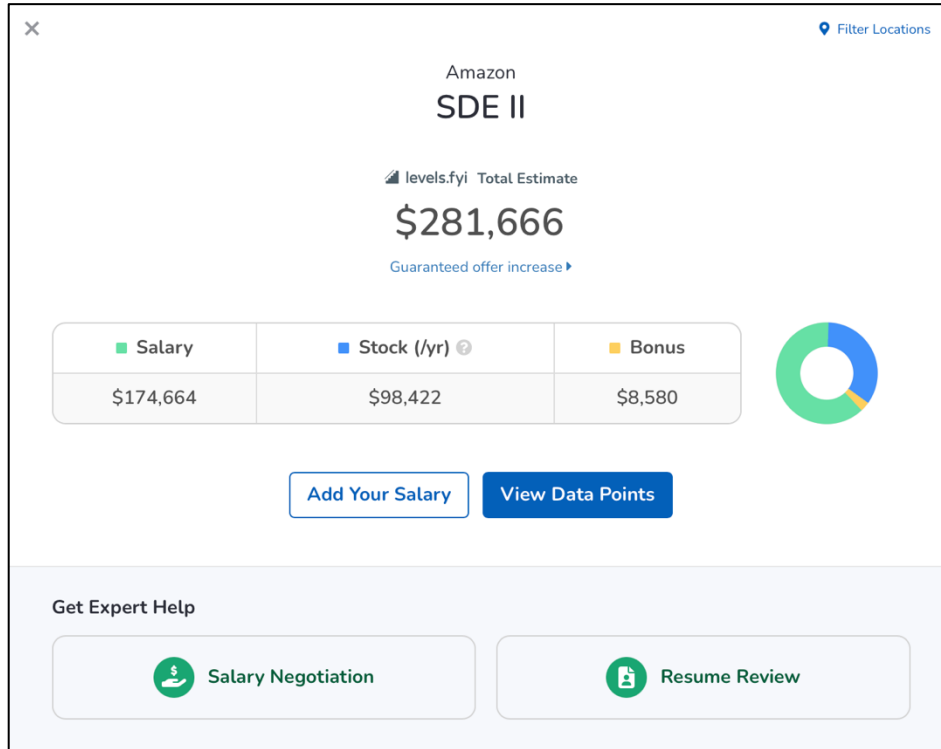 Filter Locations
Amazon
SDE II
levels.fyi Total Estimate
$281,666
Guaranteed offer increase
Salary Stock (/yr) ? Bonus
$174,664 $98,422 $8,580
Add Your Salary View Data Points
Get Expert Help
$ Salary Negotiation Resume Review